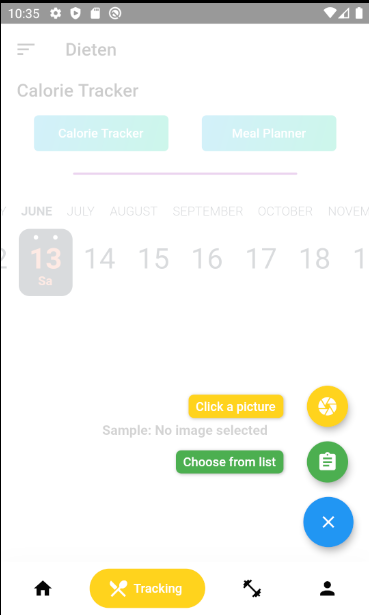 10:35
Dieten
Calorie Tracker
Calorie Tracker Meal Planner
Y JUNE JULY AUGUST SEPTEMBER OCTOBER NOVEM
2 13 14 15 16 17 18 1
Sa
Click a picture
Sample: No image selected
Choose from list
Tracking